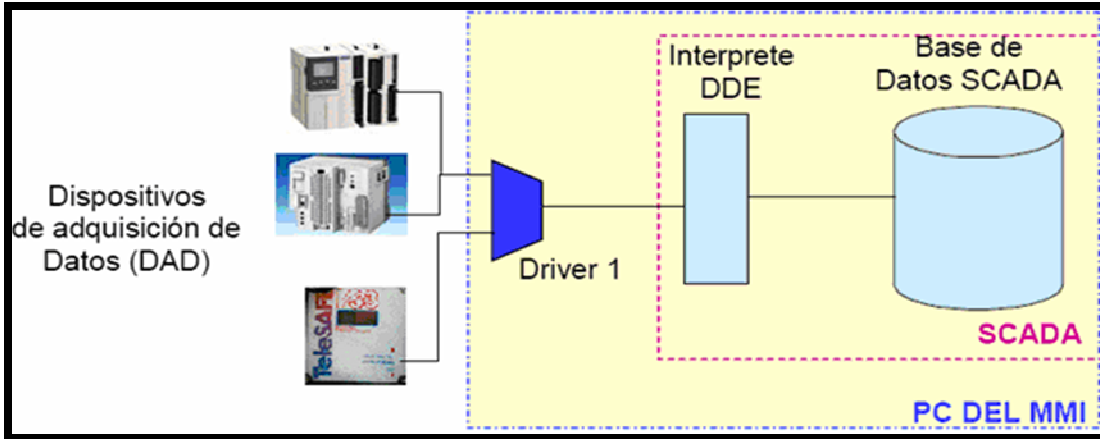 Dispositivos
de adquisición de
Datos (DAD)
TeleSAFE
Driver 1
Interprete
DDE
Base de
Datos SCADA
SCADA
PC DEL MMI